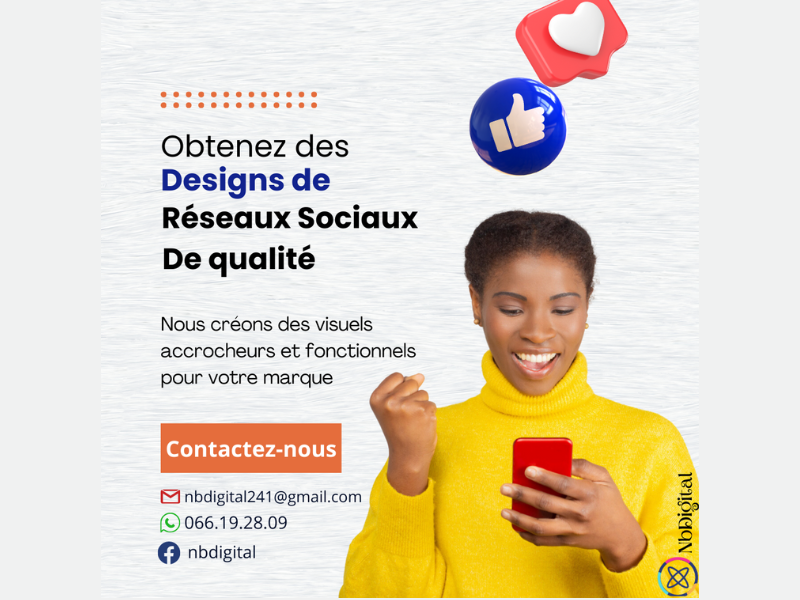 Obtenez des
Designs de
Réseaux Sociaux
De qualité
Nous créons des visuels
accrocheurs et fonctionnels
pour votre marque
Contactez-nous
nbdigital241@gmail.com
066.19.28.09
nbdigital
NbDigital